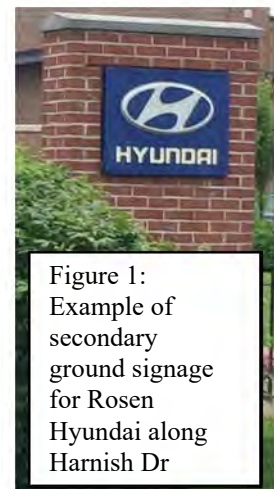 HYUNDAI
Figure 1:
Example of
secondary
ground signage
for Rosen
Hyundai along
Harnish Dr